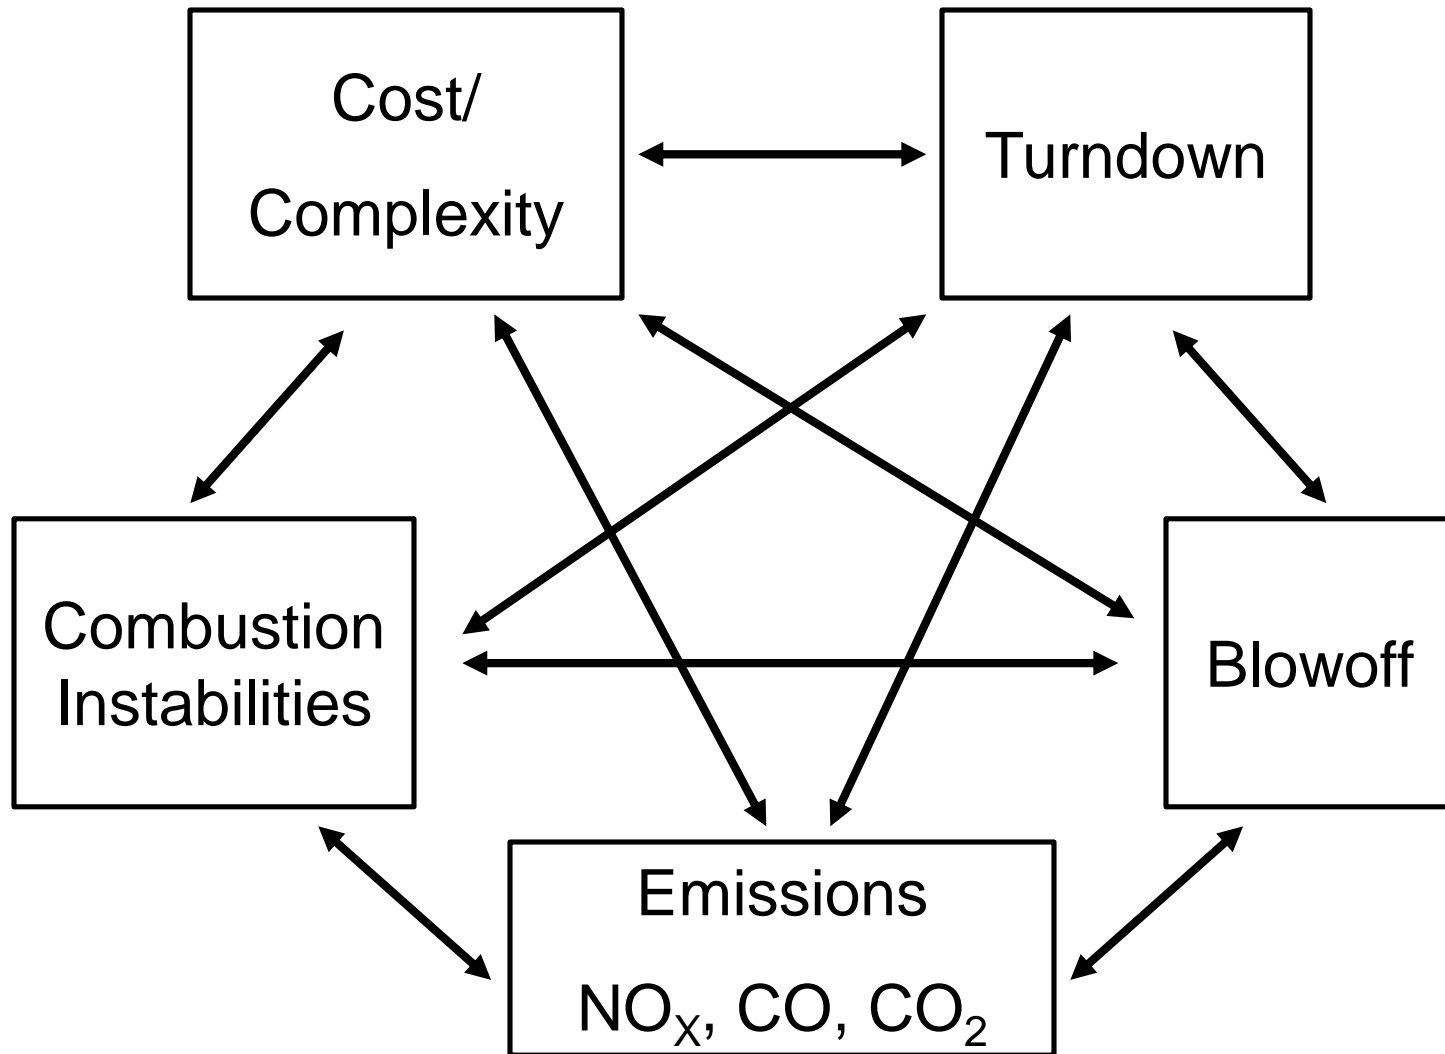 Cost/
Complexity
Turndown
Combustion
Instabilities
Blowoff
Emissions
NOₓ, CO, CO₂